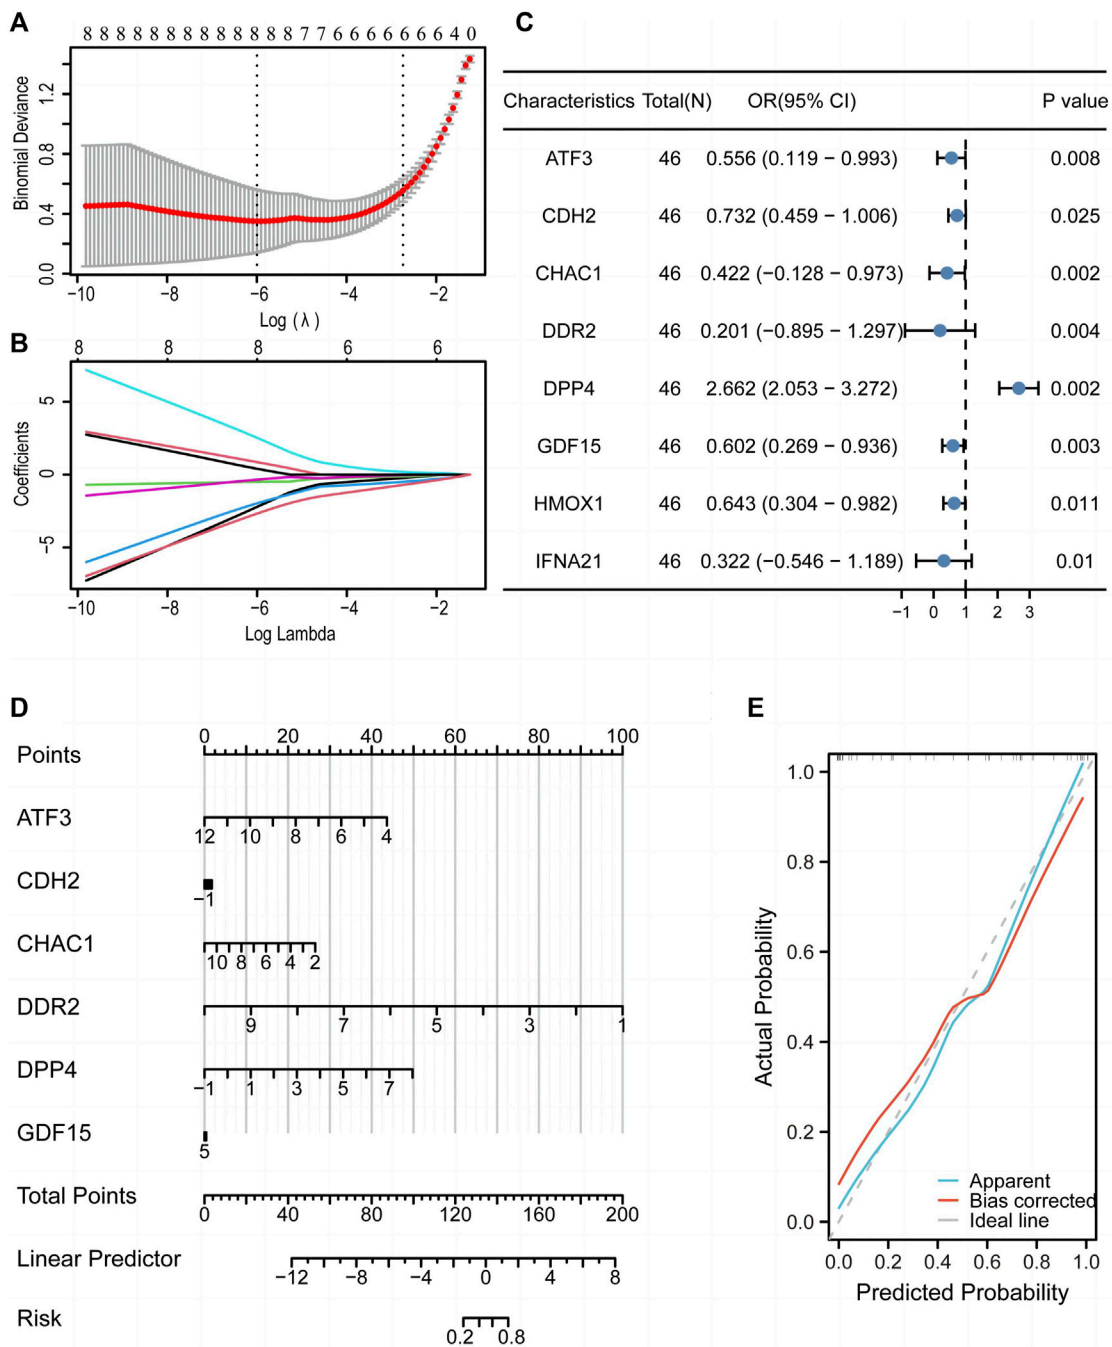 A
8 8 8 8 8 8 8 8 8 8 8 8 8 7 7 6 6 6 6 6 6 6 4 0
Binomial Deviance
1.2
0.8
0.4
0.0
−10 −8 −6 −4 −2
Log (λ)
B
8 8 8 6 6
Coefficients
5
0
−5
−10 −8 −6 −4 −2
Log Lambda
C
Characteristics Total(N) OR(95% CI) P value
ATF3 46 0.556 (0.119 − 0.993) 0.008
CDH2 46 0.732 (0.459 − 1.006) 0.025
CHAC1 46 0.422 (−0.128 − 0.973) 0.002
DDR2 46 0.201 (−0.895 − 1.297) 0.004
DPP4 46 2.662 (2.053 − 3.272) 0.002
GDF15 46 0.602 (0.269 − 0.936) 0.003
HMOX1 46 0.643 (0.304 − 0.982) 0.011
IFNA21 46 0.322 (−0.546 − 1.189) 0.01
−1 0 1 2 3
D
Points 0 20 40 60 80 100
ATF3
12 10 8 6 4
CDH2
−1
CHAC1
10 8 6 4 2
DDR2
9 7 5 3 1
DPP4
−1 1 3 5 7
GDF15
5
Total Points
0 40 80 120 160 200
Linear Predictor
−12 −8 −4 0 4 8
Risk
0.2 0.8
E
Actual Probability
1.0
0.8
0.6
0.4
0.2
0.0
Apparent
Bias corrected
Ideal line
0.0 0.2 0.4 0.6 0.8 1.0
Predicted Probability